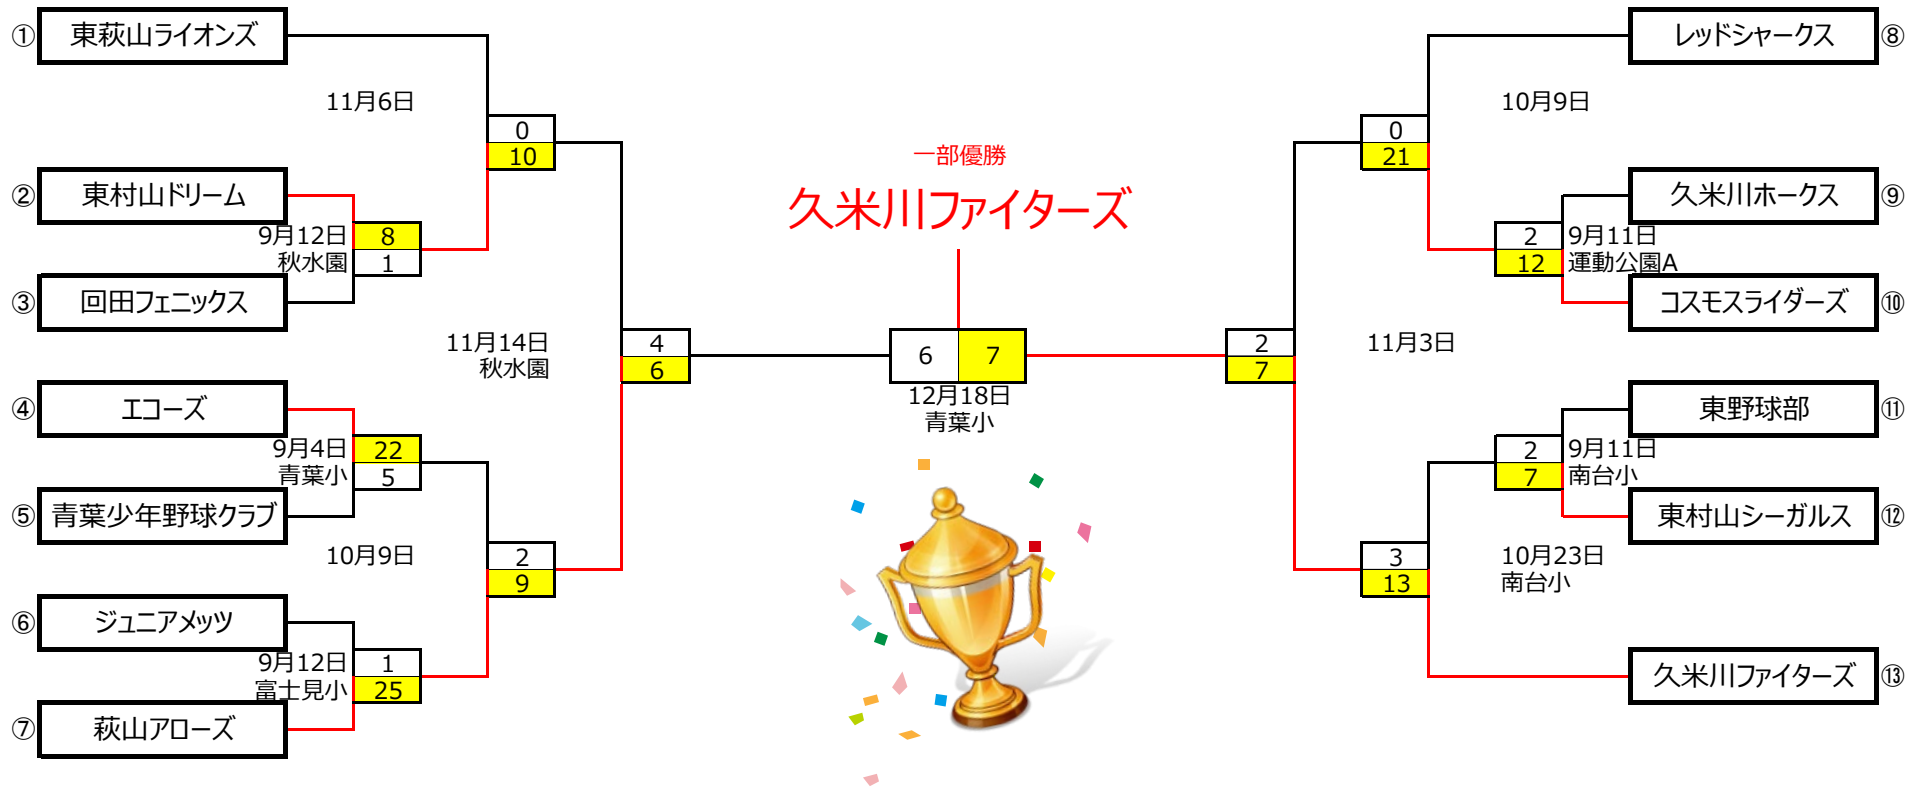 ① 東萩山ライオンズ
11月6日
0
10
② 東村山ドリーム
9月12日
秋水園
8
1
③ 回田フェニックス
11月14日
秋水園
4
6
④ エコーズ
9月4日
青葉小
22
5
⑤ 青葉少年野球クラブ
10月9日
2
9
⑥ ジュニアメッツ
9月12日
富士見小
1
25
⑦ 萩山アローズ
一部優勝
久米川ファイターズ
6 7
12月18日
青葉小
レッドシャークス ⑧
10月9日
0
21
久米川ホークス ⑨
2
12
9月11日
運動公園A
コスモスライダーズ ⑩
2
7
11月3日
東野球部 ⑪
2
7
9月11日
南台小
東村山シーガルス ⑫
3
13
10月23日
南台小
久米川ファイターズ ⑬